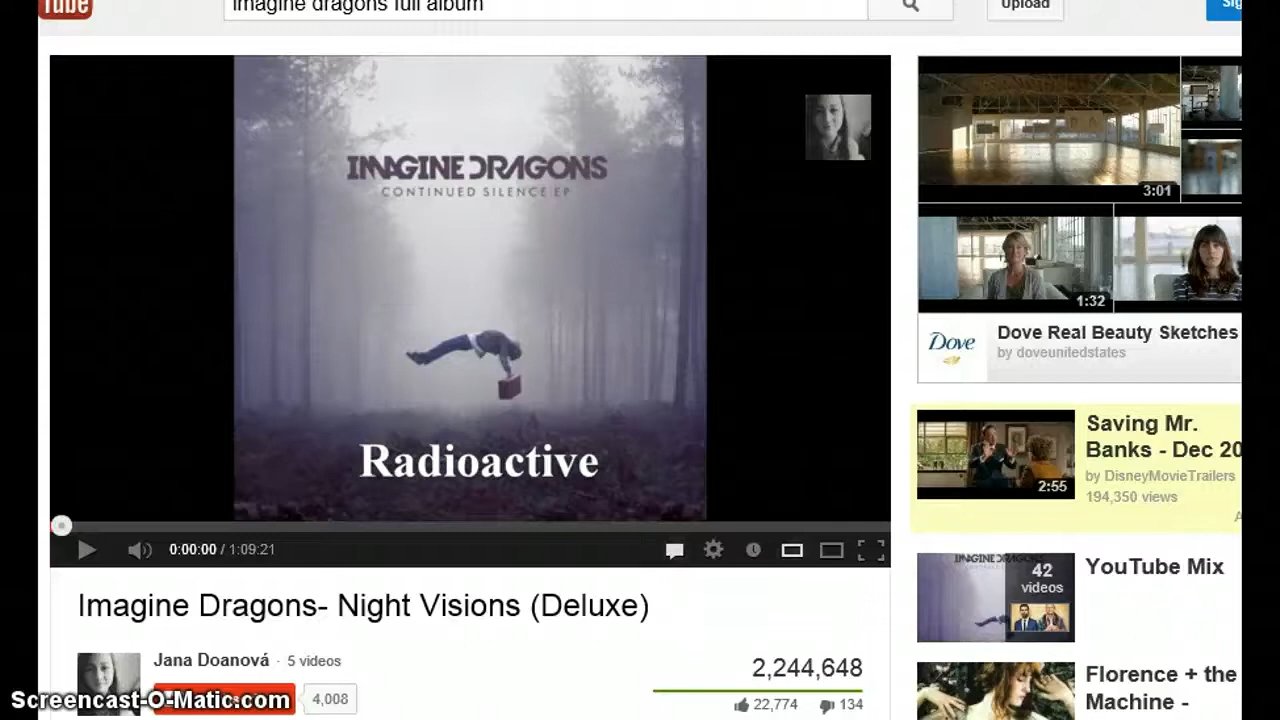 Tube
imagine dragons full album
Upload
Sig
IMAGINE DRAGONS
CONTINUED SILENCE EP
Radioactive
0:00:00 / 1:09:21
Imagine Dragons- Night Visions (Deluxe)
Jana Doanová · 5 videos
4,008
2,244,648
22,774
134
Screencast-O-Matic.com
3:01
1:32
Dove
Dove Real Beauty Sketches
by doveunitedstates
2:55
Saving Mr.
Banks - Dec 20
by DisneyMovieTrailers
194,350 views
IMAGINE DRAGONS
42
videos
YouTube Mix
Florence + the
Machine -